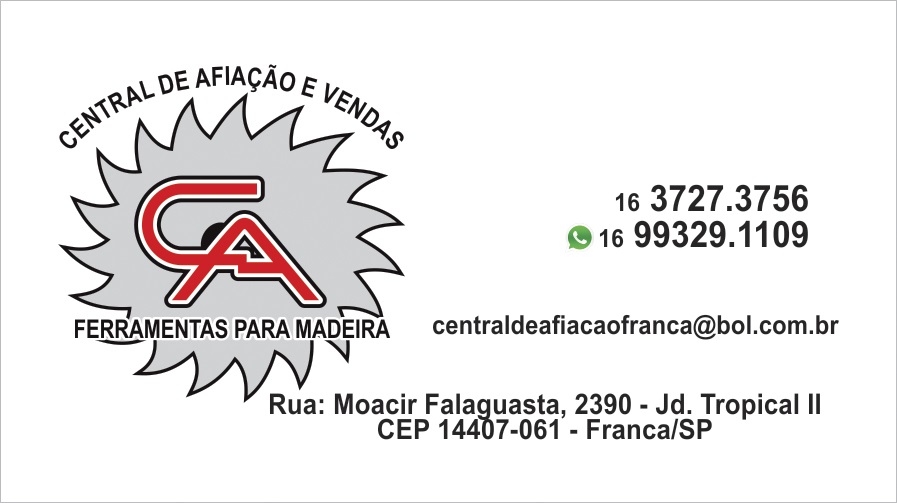 CENTRAL DE AFIAÇÃO E VENDAS
CA
FERRAMENTAS PARA MADEIRA
16 3727.3756
16 99329.1109
centraldeafiacaofranca@bol.com.br
Rua: Moacir Falaguasta, 2390 - Jd. Tropical II
CEP 14407-061 - Franca/SP